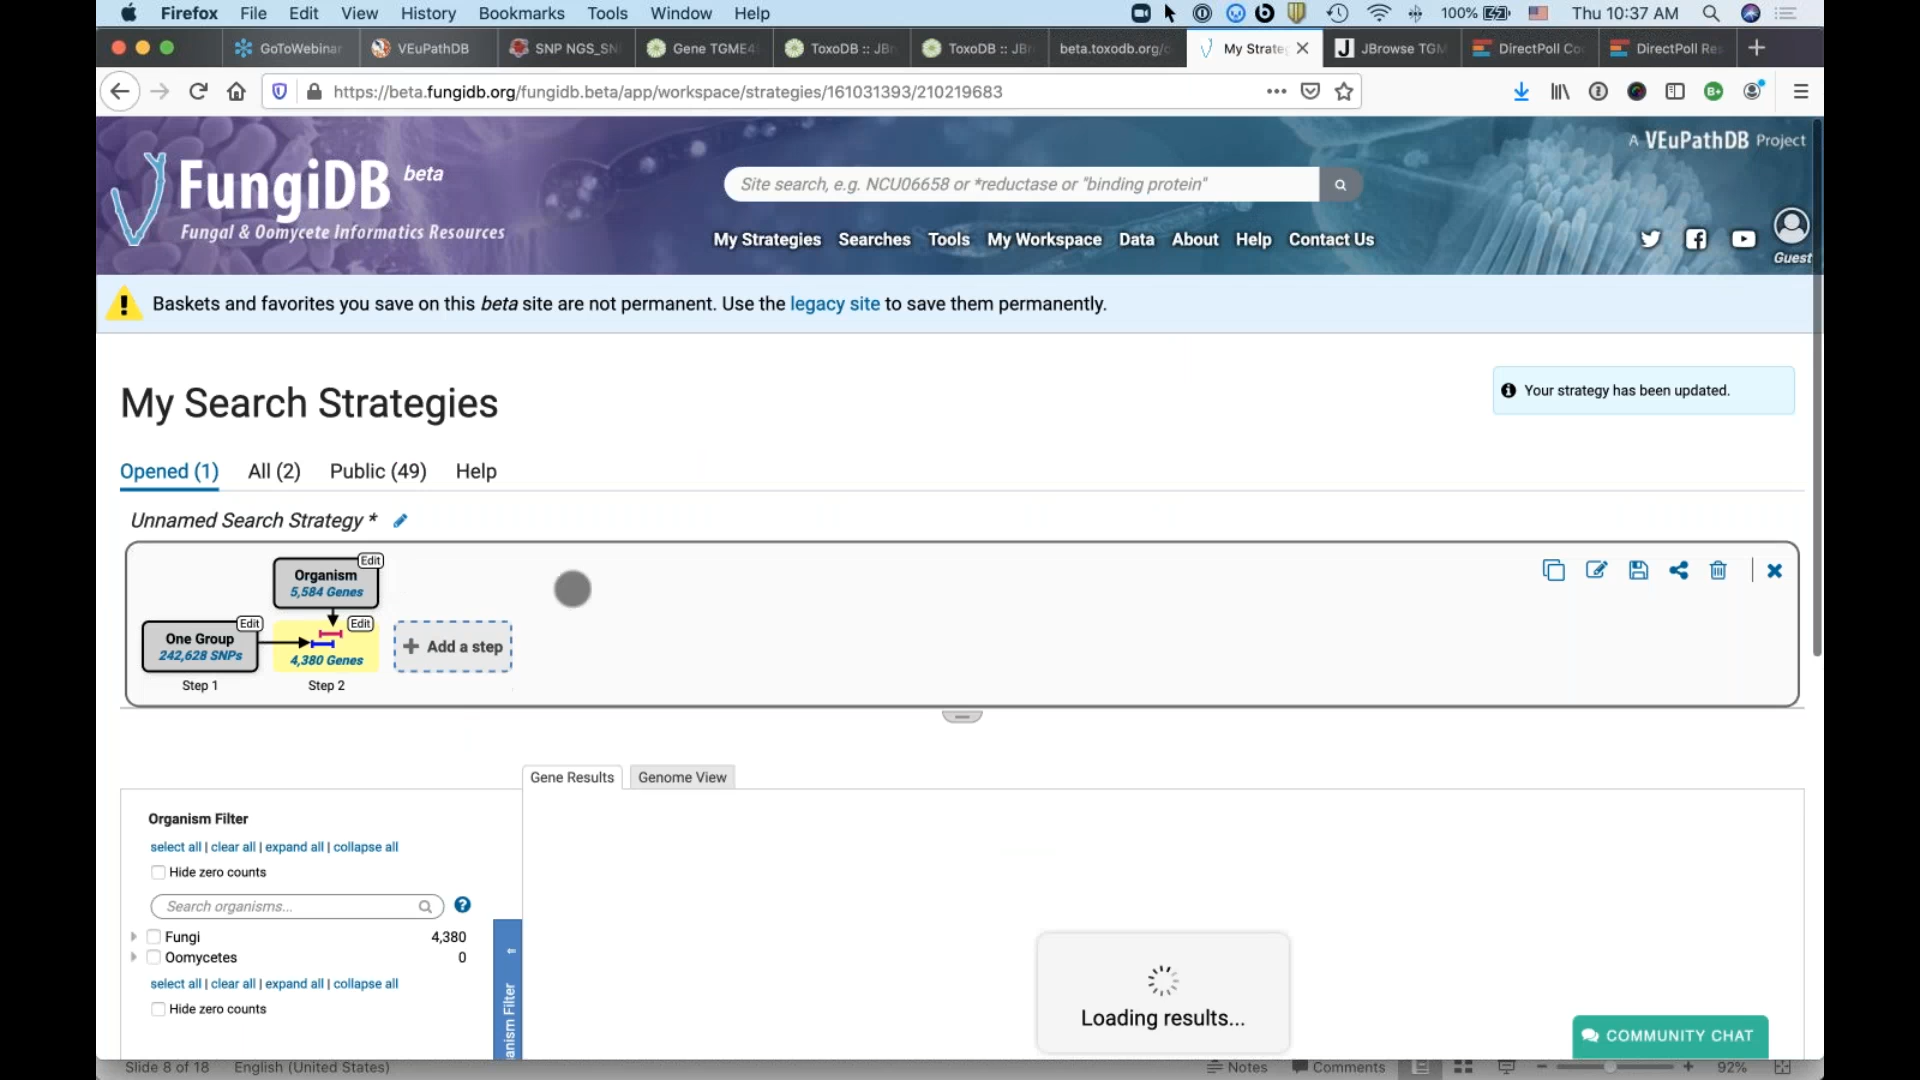 Firefox File Edit View History Bookmarks Tools Window Help 100% Thu 10:37 AM
GoToWebinar VEuPathDB SNP NGS_SN Gene TGME4 ToxoDB :: JBr ToxoDB :: JBr beta.toxodb.org/ My Strate JBrowse TGM DirectPoll Co DirectPoll Re
https://beta.fungidb.org/fungidb.beta/app/workspace/strategies/161031393/210219683
A VEuPathDB Project
FungiDB beta
Fungal & Oomycete Informatics Resources
Site search, e.g. NCU06658 or *reductase or "binding protein"
My Strategies Searches Tools My Workspace Data About Help Contact Us
Guest
Baskets and favorites you save on this beta site are not permanent. Use the legacy site to save them permanently.
My Search Strategies
Your strategy has been updated.
Opened (1) All (2) Public (49) Help
Unnamed Search Strategy *
Edit
Organism
5,584 Genes
Edit
One Group
242,628 SNPs
Edit
4,380 Genes
+ Add a step
Step 1 Step 2
Gene Results Genome View
Organism Filter
select all | clear all | expand all | collapse all
Hide zero counts
Search organisms...
Fungi 4,380
Oomycetes 0
select all | clear all | expand all | collapse all
Hide zero counts
anism Filter
Loading results...
COMMUNITY CHAT
Slide 8 of 18 English (United States) Notes Comments 92%